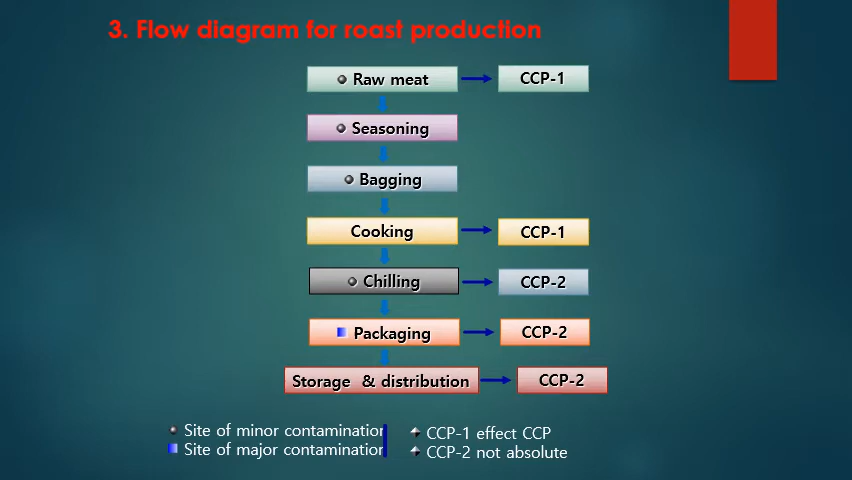 3. Flow diagram for roast production
Raw meat
CCP-1
Seasoning
Bagging
Cooking
CCP-1
Chilling
CCP-2
Packaging
CCP-2
Storage & distribution
CCP-2
Site of minor contamination
Site of major contamination
CCP-1 effect CCP
CCP-2 not absolute